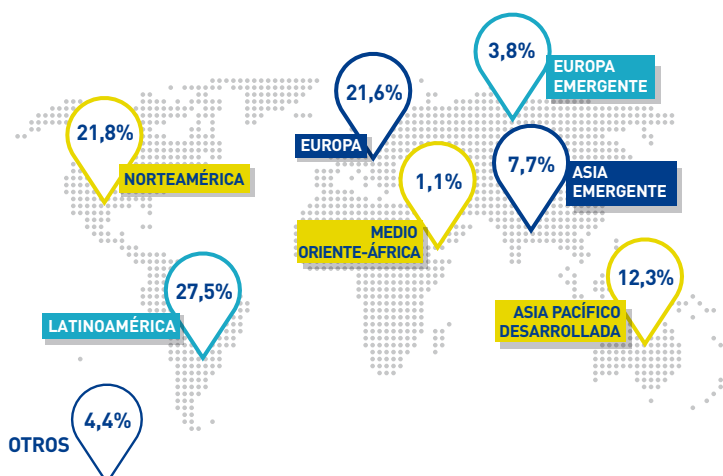 3,8%
EUROPA
EMERGENTE
21,6%
EUROPA
21,8%
NORTEAMÉRICA
1,1%
MEDIO
ORIENTE-ÁFRICA
7,7%
ASIA
EMERGENTE
27,5%
LATINOAMÉRICA
12,3%
ASIA PACÍFICO
DESARROLLADA
4,4%
OTROS